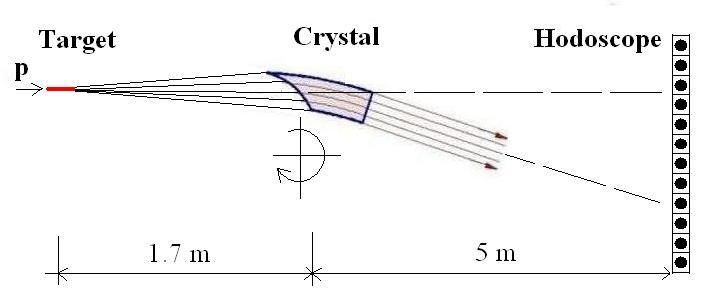 Target
Crystal
Hodoscope
p
1.7 m
5 m